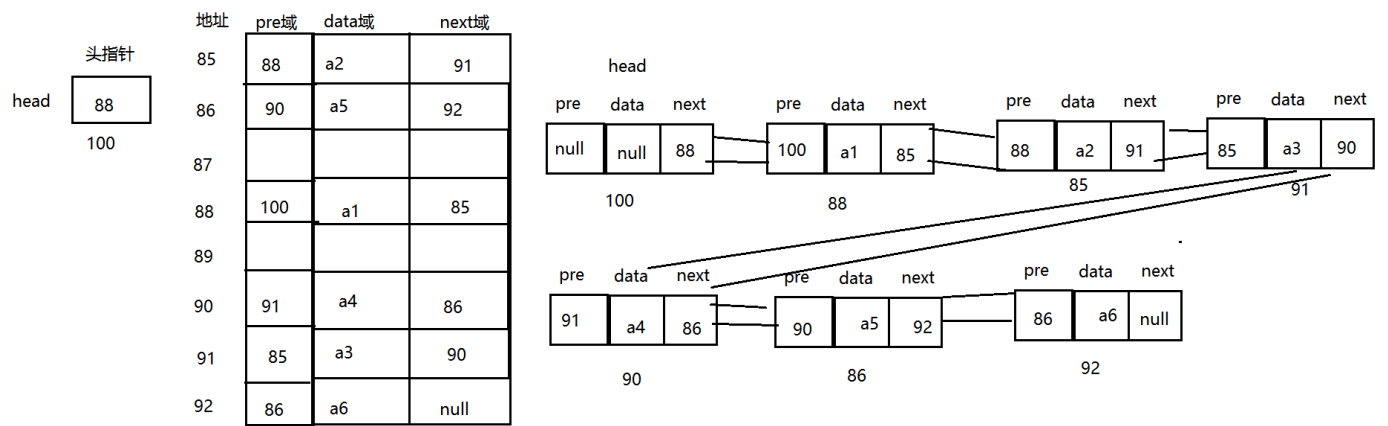 头指针
head 88
100
地址 pre域 data域 next域
85 88 a2 91
86 90 a5 92
87
88 100 a1 85
89
90 91 a4 86
91 85 a3 90
92 86 a6 null
head
pre data next pre data next pre data next pre data next
null null 88 100 a1 85 88 a2 91 85 a3 90
100 88 85 91
pre data next pre data next pre data next
91 a4 86 90 a5 92 86 a6 null
90 86 92